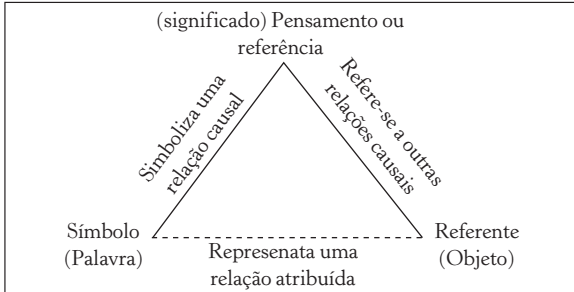 (significado) Pensamento ou
referência
Simboliza uma
relação causal
Refere-se a outras
relações causais
Símbolo
(Palavra)
Referente
(Objeto)
Represenata uma
relação atribuída